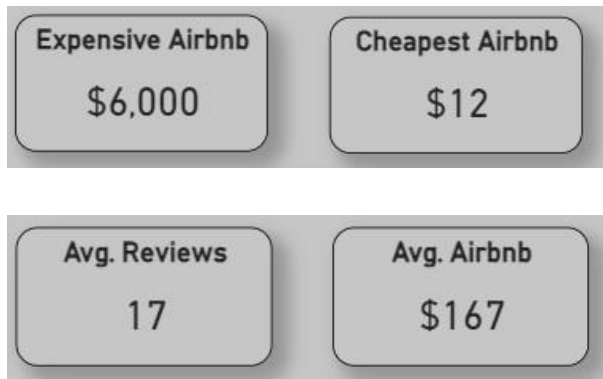 Expensive Airbnb
$6,000
Cheapest Airbnb
$12
Avg. Reviews
17
Avg. Airbnb
$167